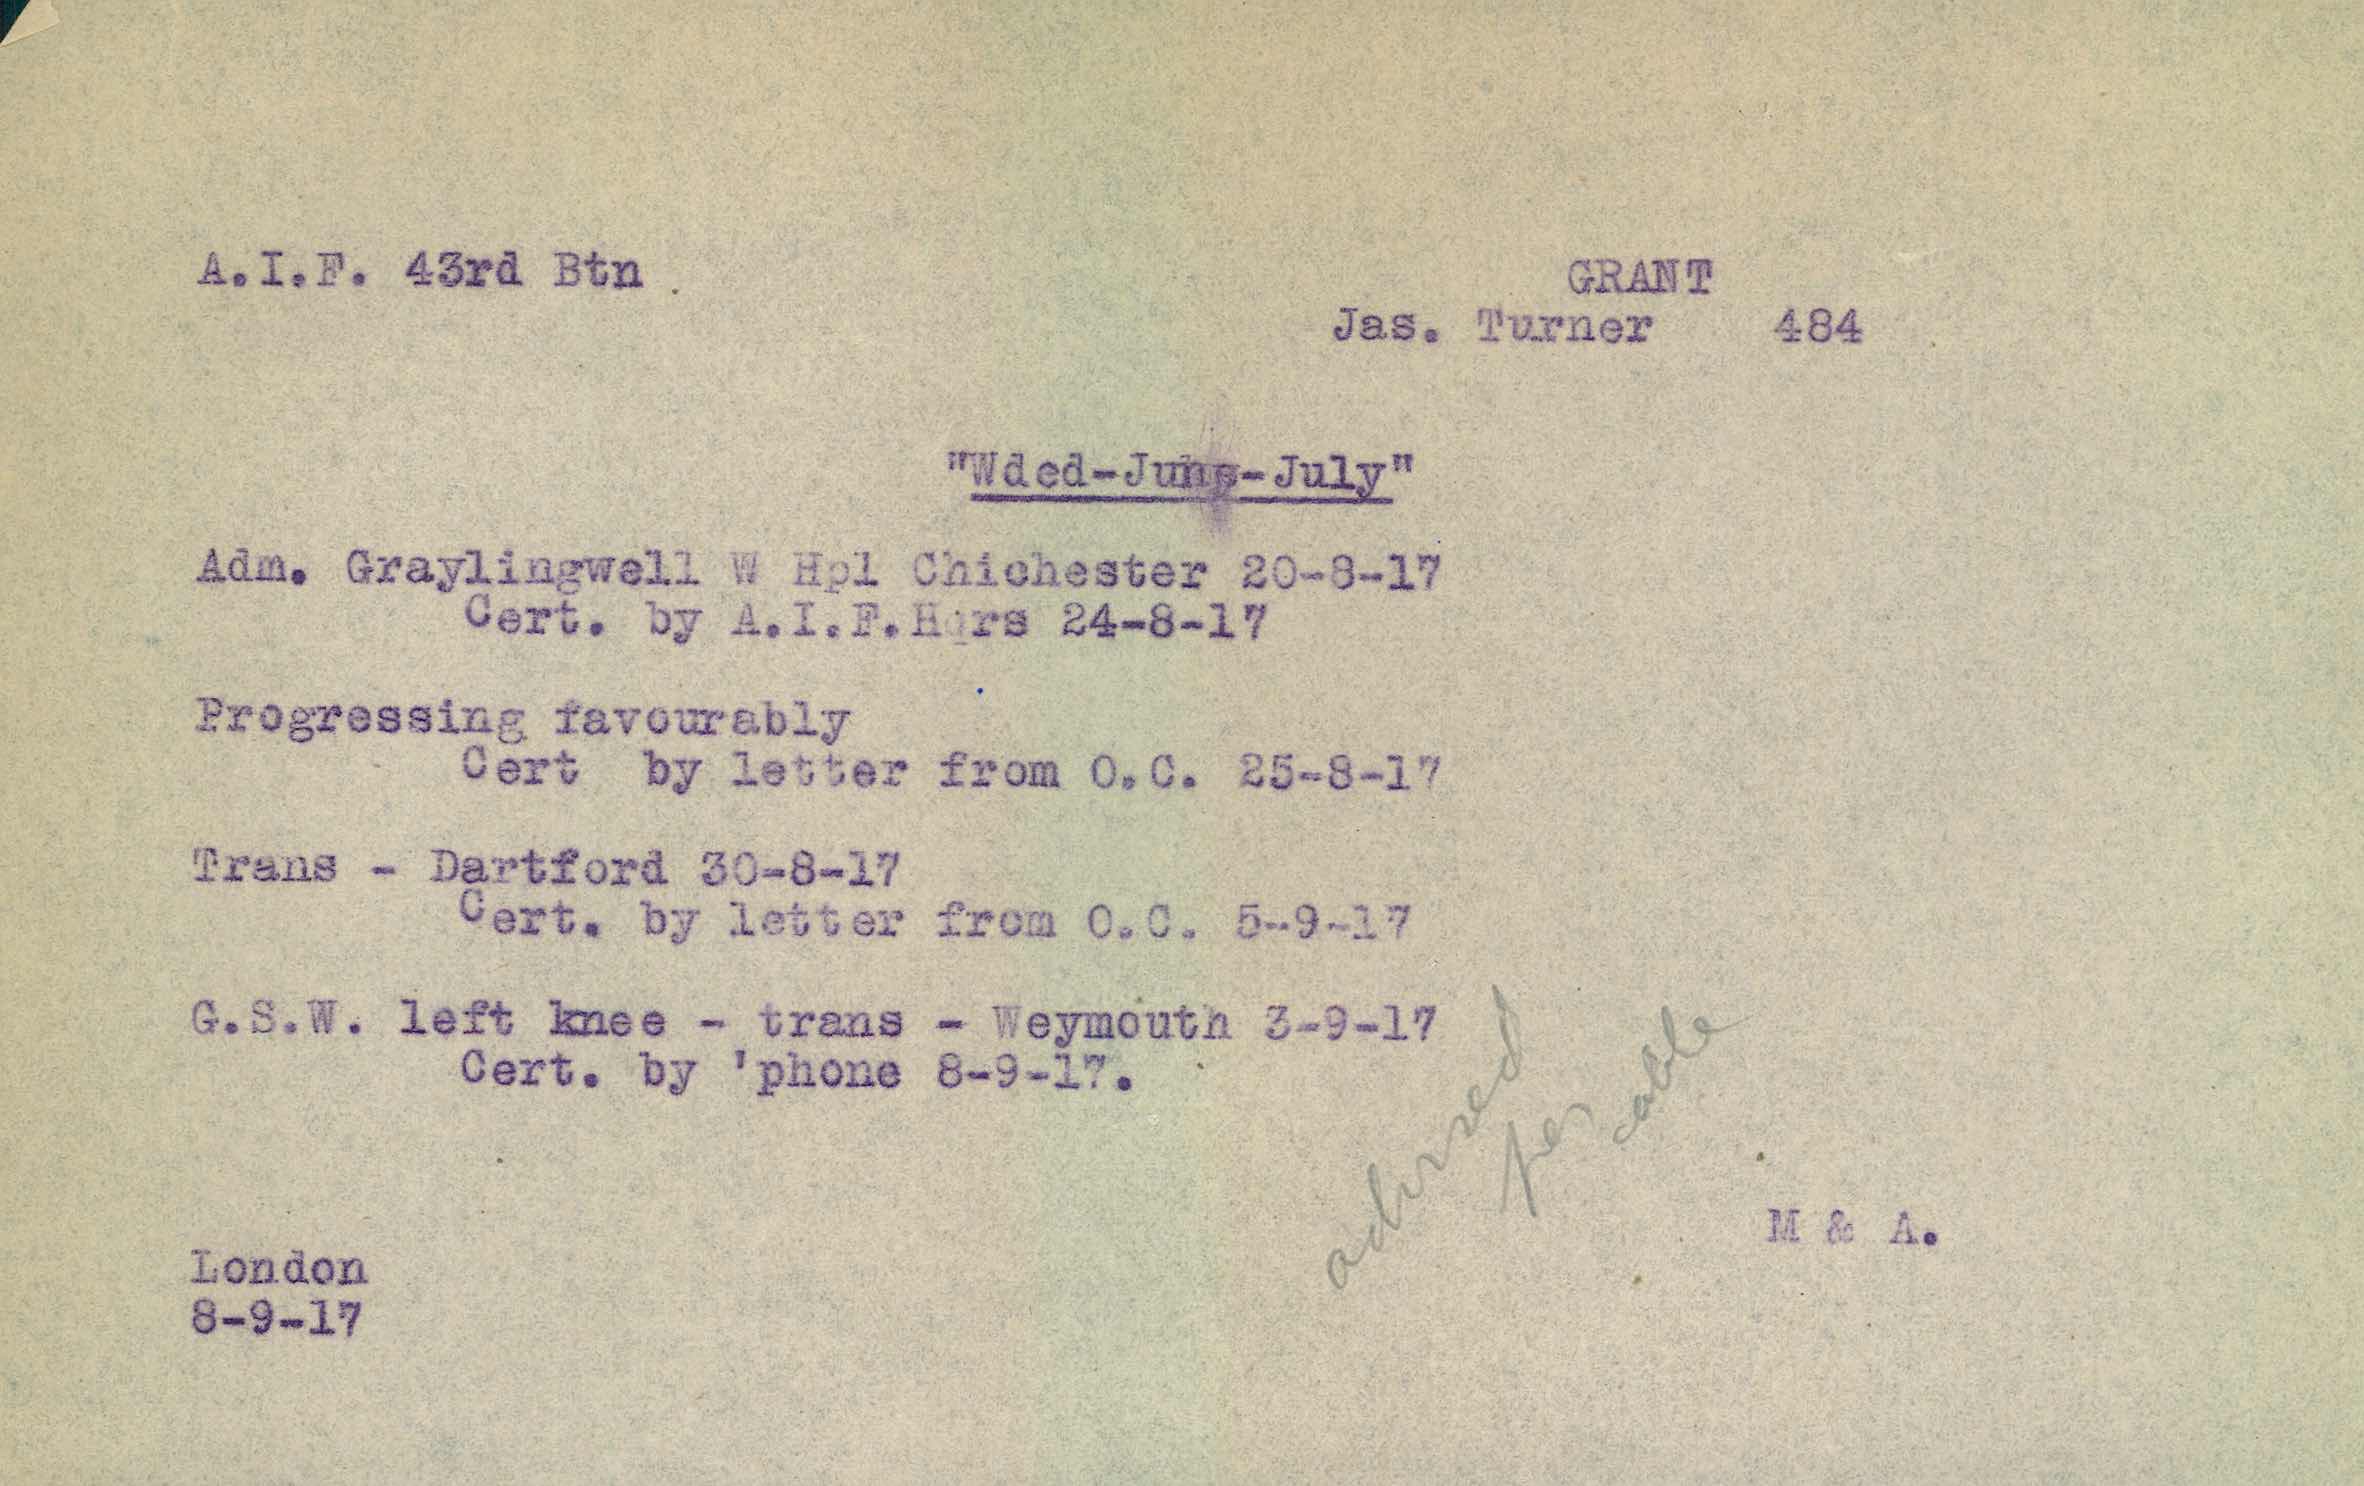 A.I.F. 43rd Btn.
GRANT
Jas. Turner 484
"Wded-June-July"
Adm. Graylingwell W Hpl Chichester 20-8-17
Cert. by A.I.F.Hqrs 24-8-17
Progressing favourably
Cert by letter from O.C. 25-8-17
Trans - Dartford 30-8-17
Cert. by letter from O.C. 5-9-17
G.S.W. left knee - trans - Weymouth 3-9-17
Cert. by 'phone 8-9-17.
advised
per cable
M & A.
London
8-9-17